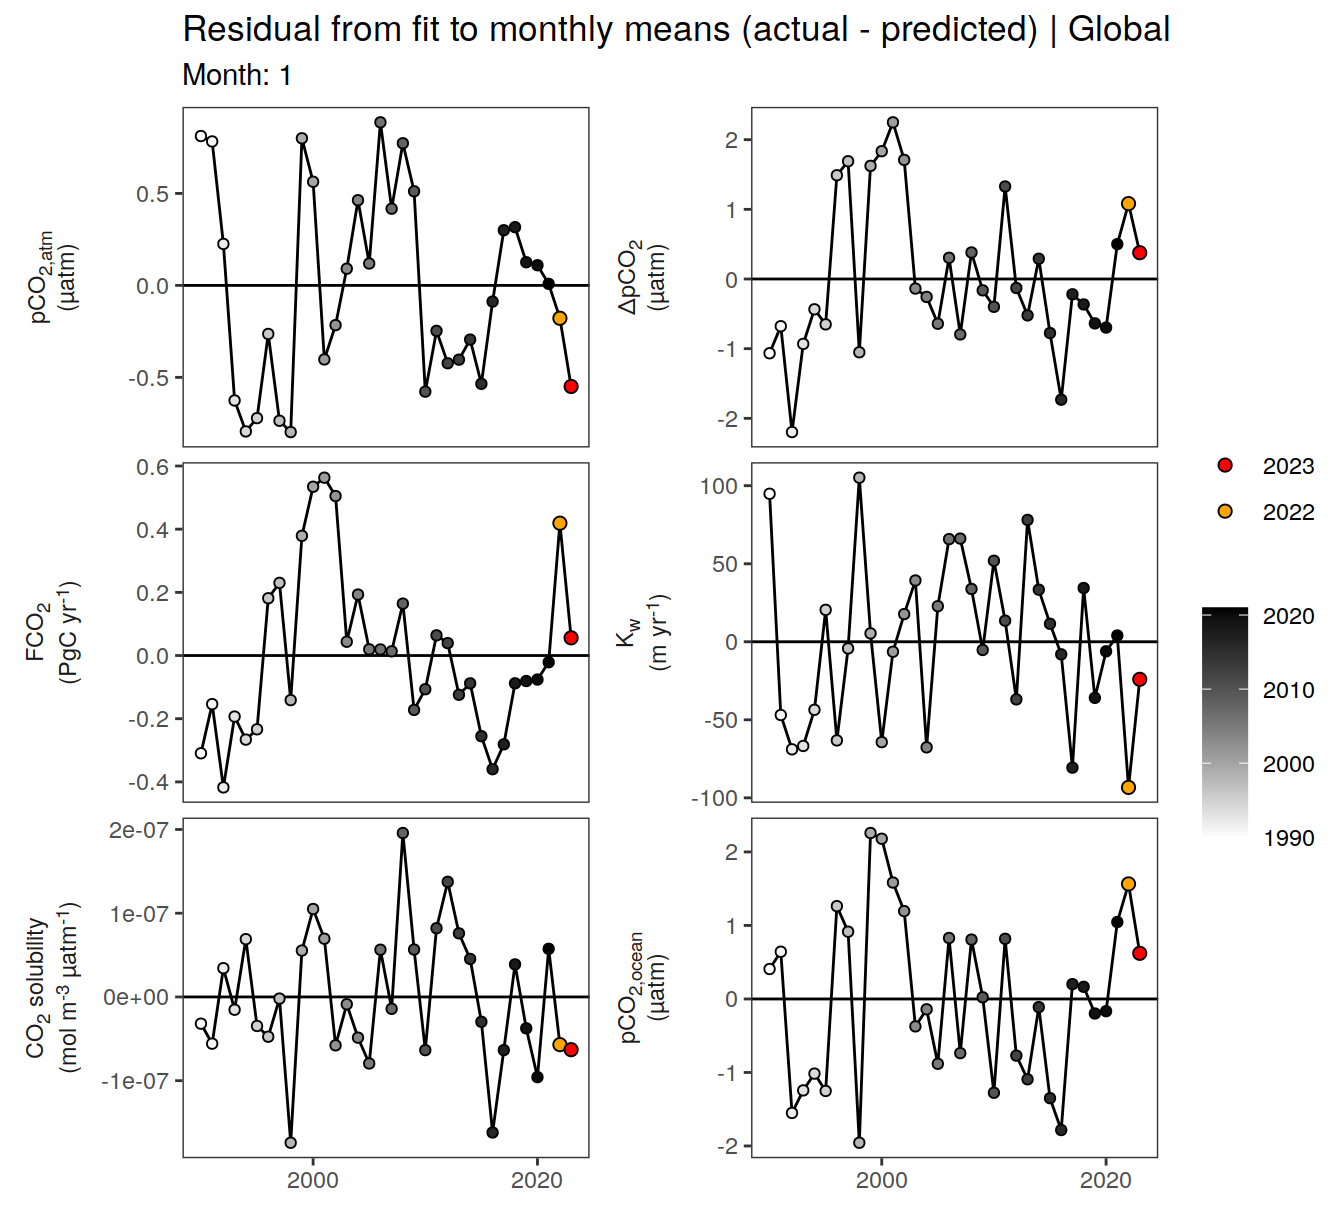 Residual from fit to monthly means (actual - predicted) | Global
Month: 1
pCO2,atm
(µatm)
0.5
0.0
-0.5
ΔpCO2
(µatm)
2
1
0
-1
-2
FCO2
(PgC yr-1)
0.6
0.4
0.2
0.0
-0.2
-0.4
Kw
(m yr-1)
100
50
0
-50
-100
CO2 solubility
(mol m-3 µatm-1)
2e-07
1e-07
0e+00
-1e-07
2000
2020
pCO2,ocean
(µatm)
2
1
0
-1
-2
2000
2020
2023
2022
2020
2010
2000
1990